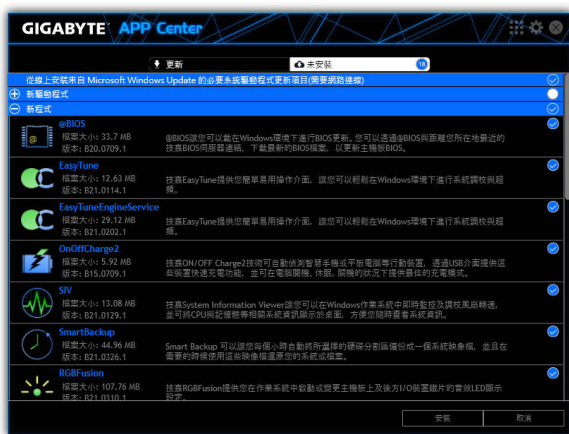 GIGABYTE APP Center
更新
未安裝 18
從線上安裝來自 Microsoft Windows Update 的必要系統驅動程式更新項目(需要網路連線)
新驅動程式
新程式
@BIOS
檔案大小: 33.7 MB
版本: B20.0709.1
@BIOS讓您可以載在Windows環境下進行BIOS更新。您可以透過@BIOS與距離您所在地最近的
技嘉BIOS伺服器連結，下載最新的BIOS檔案，以更新主機板BIOS。
EasyTune
檔案大小: 12.63 MB
版本: B21.0114.1
技嘉EasyTune提供您簡單易用操作介面，讓您可以輕鬆在Windows環境下進行系統調校與超
頻。
EasyTuneEngineService
檔案大小: 29.12 MB
版本: B21.0202.1
技嘉EasyTune提供您簡單易用操作介面，讓您可以輕鬆在Windows環境下進行系統調校與超
頻。
OnOffCharge2
檔案大小: 5.92 MB
版本: B15.0709.1
技嘉ON/OFF Charge2技術可自動偵測智慧手機或平板電腦等行動裝置，透過USB介面提供這
些裝置快速充電功能，並可在電腦開機、休眠、關機的狀況下提供最佳的充電模式。
SIV
檔案大小: 13.08 MB
版本: B21.0129.1
技嘉System Information Viewer讓您可以在Windows作業系統中即時監控及調校風扇轉速，
並可將CPU與記憶體等相關系統資訊顯示於桌面，方便您隨時查看系統資訊。
SmartBackup
檔案大小: 44.96 MB
版本: B21.0326.1
Smart Backup 可以讓您每個小時自動將所選擇的硬碟分割區備份成一個系統映象檔，並且在
需要的時候使用這些映像檔還原您的系統或檔案。
RGBFusion
檔案大小: 107.76 MB
版本: B21.0310.1
技嘉RGBFusion提供您在作業系統中啟動或變更主機板上及後方I/O裝置鐵片的音效LED顯示
設定。
安裝
取消